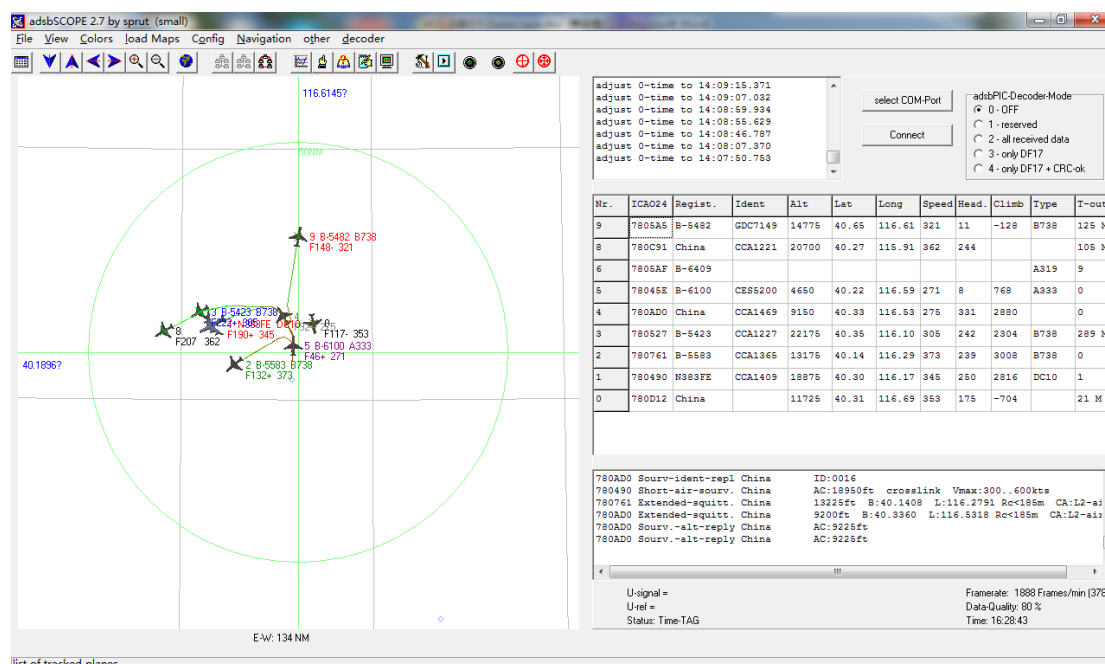 adsbSCOPE 2.7 by sprut (small)
File View Colors load Maps Config Navigation other decoder
116.6145?
9 B-5482 B738
F148- 321
3 B-5423 B738
8
F207 362
F190+ 345
F117- 353
5 B-6100 A333
F46+ 271
2 B-5583 B738
F132+ 373
40.1896?
E-W: 134 NM
adjust 0-time to 14:09:15.371
adjust 0-time to 14:09:07.032
adjust 0-time to 14:08:59.934
adjust 0-time to 14:08:55.629
adjust 0-time to 14:08:46.787
adjust 0-time to 14:08:07.370
adjust 0-time to 14:07:50.753
select COM-Port
Connect
adsbPIC-Decoder-Mode
0 - OFF
1 - reserved
2 - all received data
3 - only DF17
4 - only DF17 + CRC-ok
Nr. ICAO24 Regist. Ident Alt Lat Long Speed Head. Climb Type T-out
9 7805A5 B-5482 GDC7149 14775 40.65 116.61 321 11 -128 B738 125 M
8 780C91 China CCA1221 20700 40.27 115.91 362 244 105 M
6 7805AF B-6409 A319 9
5 78045E B-6100 CES5200 4650 40.22 116.59 271 8 768 A333 0
4 780AD0 China CCA1469 9150 40.33 116.53 275 331 2880 0
3 780527 B-5423 CCA1227 22175 40.35 116.10 305 242 2304 B738 289 M
2 780761 B-5583 CCA1365 13175 40.14 116.29 373 239 3008 B738 0
1 780490 N383FE CCA1409 18875 40.30 116.17 345 250 2816 DC10 1
0 780D12 China 11725 40.31 116.69 353 175 -704 21 M
780AD0 Sourv-ident-repl China ID:0016
780490 Short-air-sourv. China AC:18950ft crosslink Vmax:300..600kts
780761 Extended-squitt. China 13225ft B:40.1408 L:116.2791 Rc<185m CA:L2-ai
780AD0 Extended-squitt. China 9200ft B:40.3360 L:116.5318 Rc<185m CA:L2-ai
780AD0 Sourv.-alt-reply China AC:9225ft
780AD0 Sourv.-alt-reply China AC:9225ft
U-signal =
U-ref =
Status: Time-TAG
Framerate: 1888 Frames/min (378
Data-Quality: 80 %
Time: 16:28:43
list of tracked planes